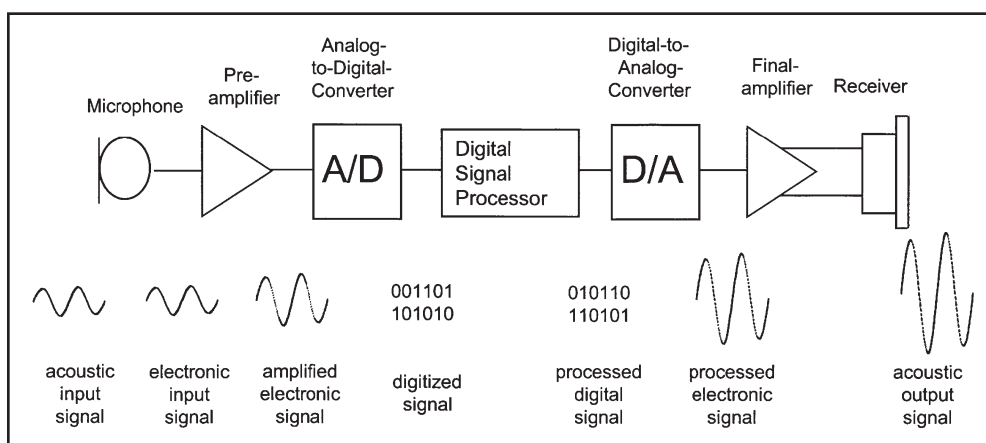 Microphone
Pre-
amplifier
Analog-
to-Digital-
Converter
Digital-to-
Analog-
Converter
Final-
amplifier
Receiver
A/D
Digital
Signal
Processor
D/A
001101
101010
010110
110101
acoustic
input
signal
electronic
input
signal
amplified
electronic
signal
digitized
signal
processed
digital
signal
processed
electronic
signal
acoustic
output
signal